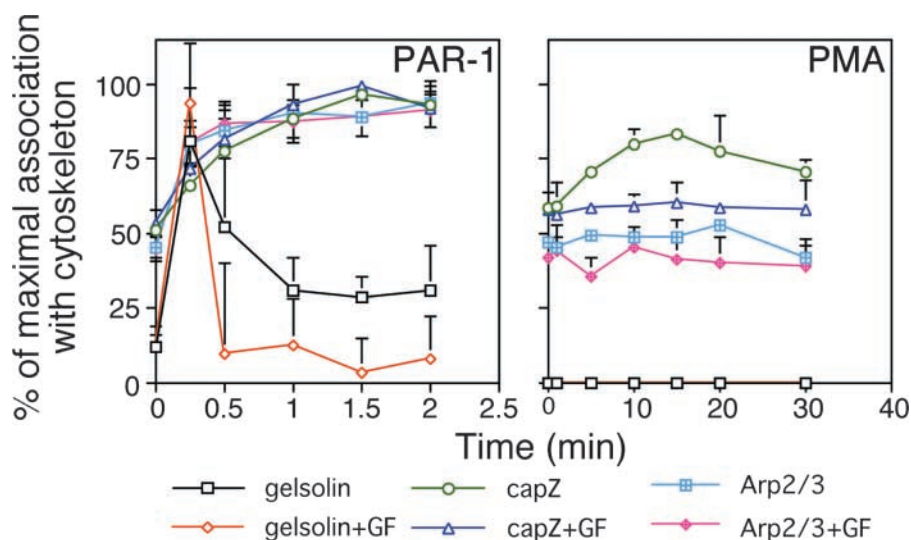 % of maximal association
with cytoskeleton
PAR-1
PMA
100
75
50
25
0
0 0.5 1 1.5 2 2.5
0 10 20 30 40
Time (min)
gelsolin capZ Arp2/3
gelsolin+GF capZ+GF Arp2/3+GF